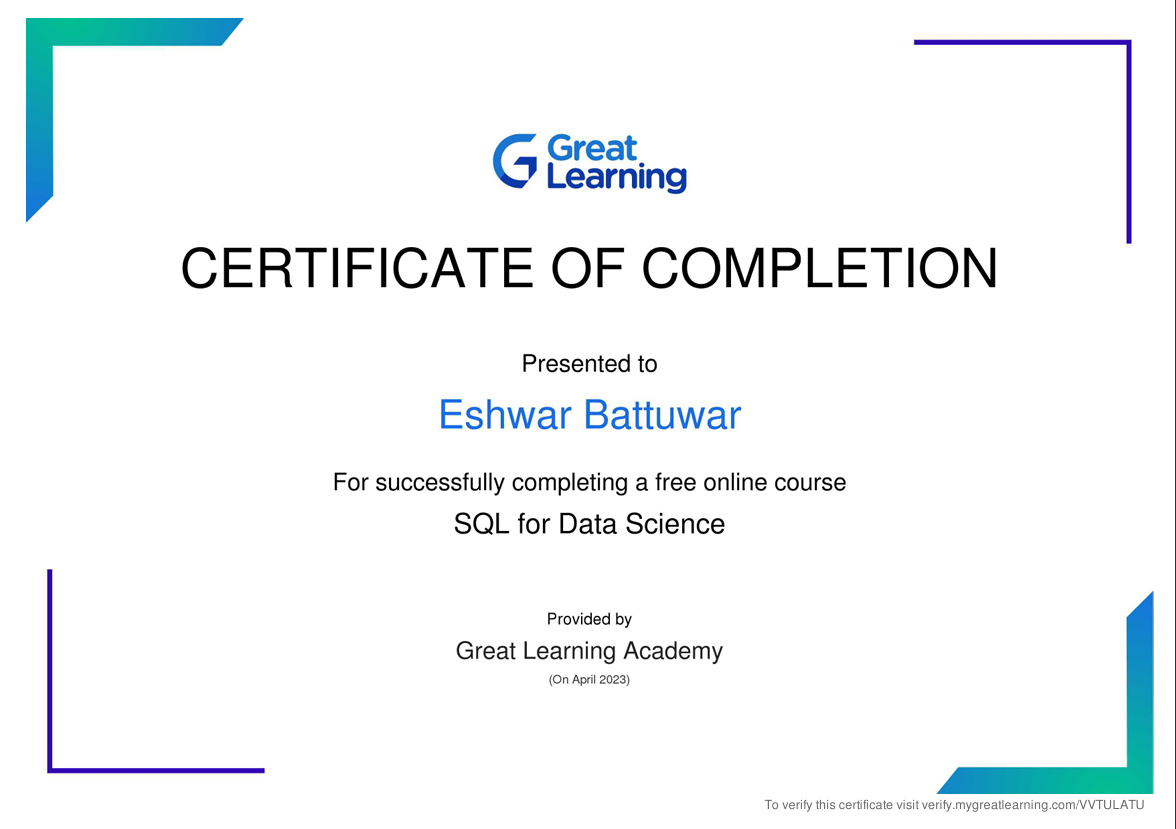 Great
Learning
CERTIFICATE OF COMPLETION
Presented to
Eshwar Battuwar
For successfully completing a free online course
SQL for Data Science
Provided by
Great Learning Academy
(On April 2023)
To verify this certificate visit verify.mygreatlearning.com/VVTULATU